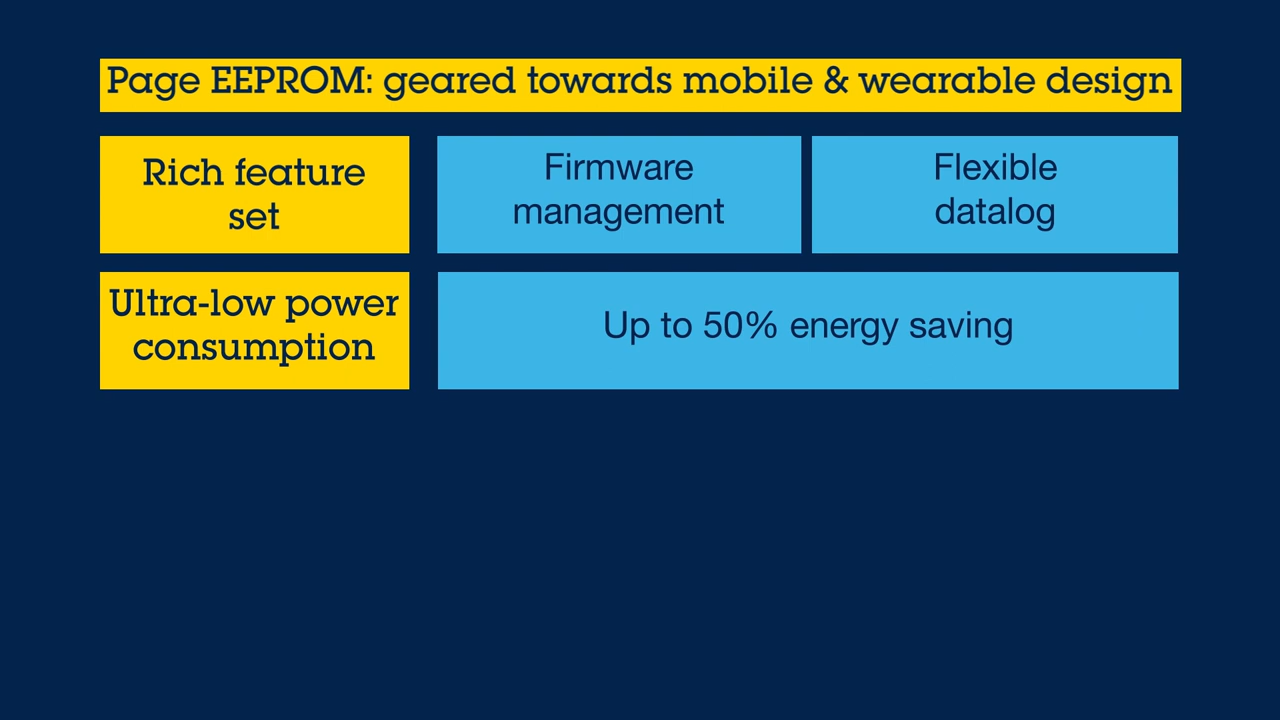 Page EEPROM: geared towards mobile & wearable design
Rich feature
set
Firmware
management
Flexible
datalog
Ultra-low power
consumption
Up to 50% energy saving